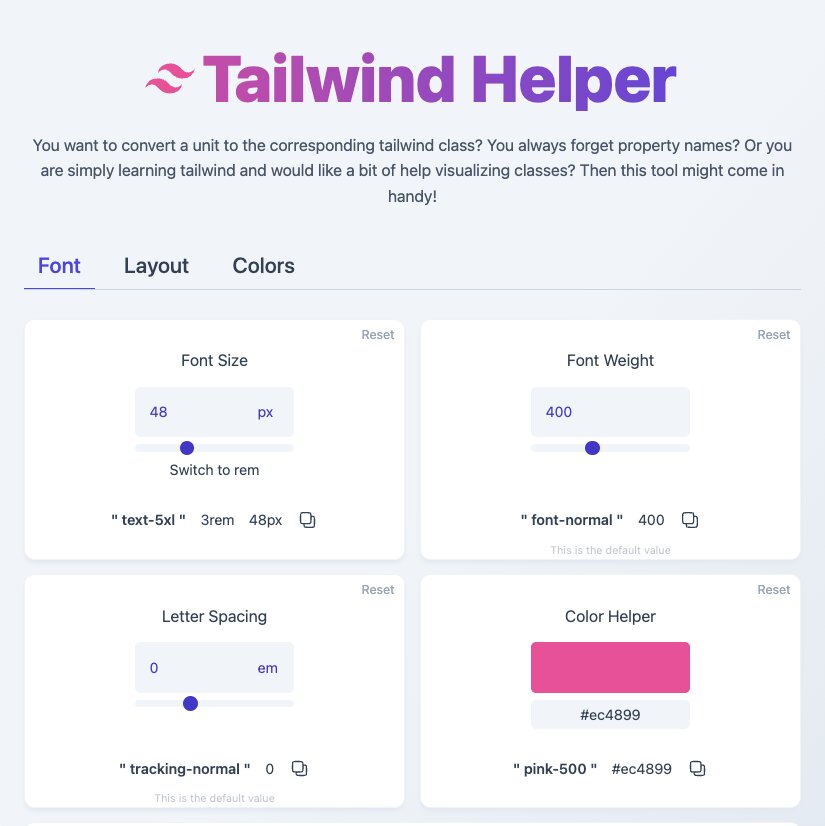 Tailwind Helper
You want to convert a unit to the corresponding tailwind class? You always forget property names? Or you
are simply learning tailwind and would like a bit of help visualizing classes? Then this tool might come in
handy!
Font Layout Colors
Reset
Font Size
48 px
Switch to rem
" text-5xl " 3rem 48px
Reset
Font Weight
400
" font-normal " 400
This is the default value
Reset
Letter Spacing
0 em
" tracking-normal " 0
This is the default value
Reset
Color Helper
#ec4899
" pink-500 " #ec4899